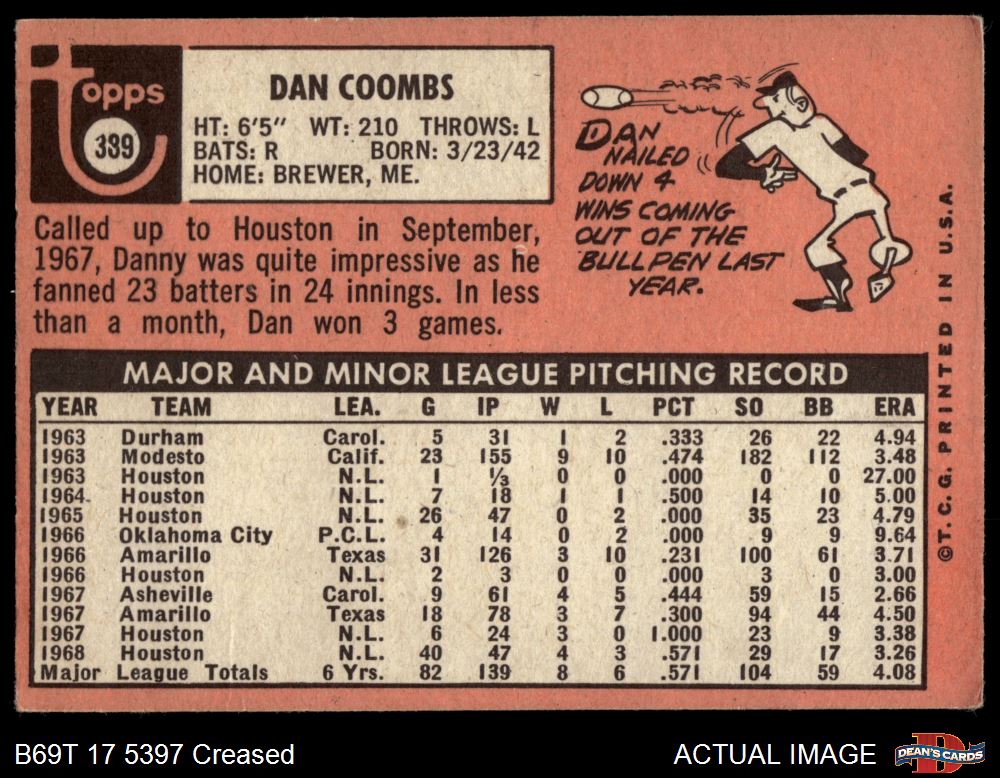 Topps
389
DAN COOMBS
HT: 6'5" WT: 210 THROWS: L
BATS: R BORN: 3/23/42
HOME: BREWER, ME.
Called up to Houston in September,
1967, Danny was quite impressive as he
fanned 23 batters in 24 innings. In less
than a month, Dan won 3 games.
DAN
NAILED
DOWN 4
WINS COMING
OUT OF THE
BULLPEN LAST
YEAR.
MAJOR AND MINOR LEAGUE PITCHING RECORD
YEAR TEAM LEA. G IP W L PCT SO BB ERA
1963 Durham Carol. 5 31 1 2 .333 26 22 4.94
1963 Modesto Calif. 23 155 9 10 .474 182 112 3.48
1963 Houston N.L. 1 ⅓ 0 0 .000 0 0 27.00
1964 Houston N.L. 7 18 1 1 .500 14 10 5.00
1965 Houston N.L. 26 47 0 2 .000 35 23 4.79
1966 Oklahoma City P.C.L. 4 14 0 2 .000 9 9 9.64
1966 Amarillo Texas 31 126 3 10 .231 100 61 3.71
1966 Houston N.L. 2 3 0 0 .000 3 0 3.00
1967 Asheville Carol. 9 61 4 5 .444 59 15 2.66
1967 Amarillo Texas 18 78 3 7 .300 94 44 4.50
1967 Houston N.L. 6 24 3 0 1.000 23 9 3.38
1968 Houston N.L. 40 47 4 3 .571 29 17 3.26
Major League Totals 6 Yrs. 82 139 8 6 .571 104 59 4.08
© T. C. G. PRINTED IN U.S.A.
B69T 17 5397 Creased
ACTUAL IMAGE
D
DEAN'S CARDS